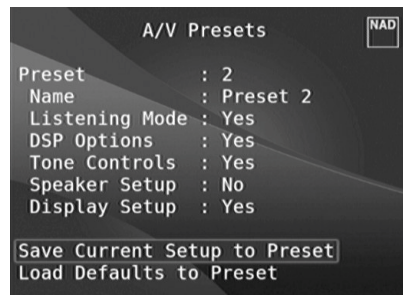 A/V Presets
NAD
Preset : 2
Name : Preset 2
Listening Mode : Yes
DSP Options : Yes
Tone Controls : Yes
Speaker Setup : No
Display Setup : Yes
Save Current Setup to Preset
Load Defaults to Preset